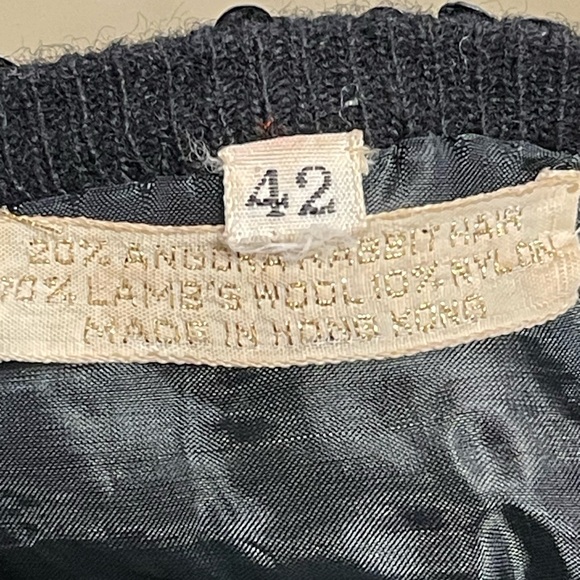 42
20% ANGORA RABBIT HAIR
70% LAMB'S WOOL 10% NYLON
MADE IN HONG KONG